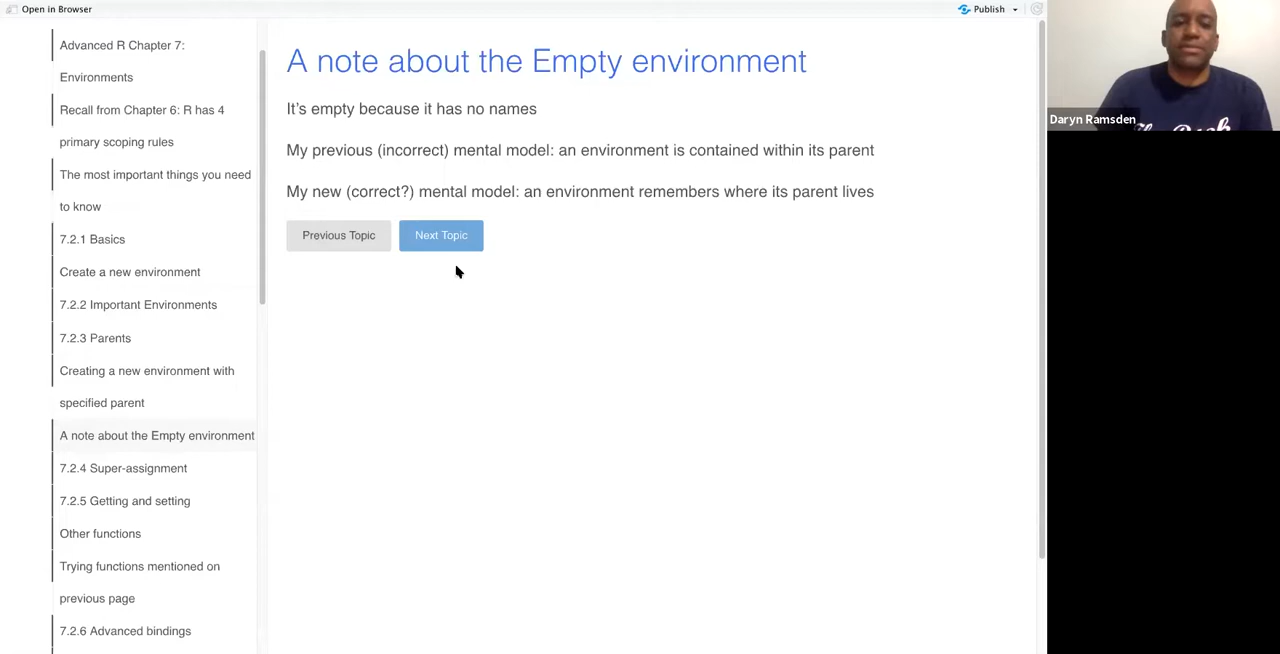 Open in Browser
Publish
Advanced R Chapter 7:
Environments
Recall from Chapter 6: R has 4
primary scoping rules
The most important things you need
to know
7.2.1 Basics
Create a new environment
7.2.2 Important Environments
7.2.3 Parents
Creating a new environment with
specified parent
A note about the Empty environment
7.2.4 Super-assignment
7.2.5 Getting and setting
Other functions
Trying functions mentioned on
previous page
7.2.6 Advanced bindings
A note about the Empty environment
It’s empty because it has no names
My previous (incorrect) mental model: an environment is contained within its parent
My new (correct?) mental model: an environment remembers where its parent lives
Previous Topic
Next Topic
Daryn Ramsden